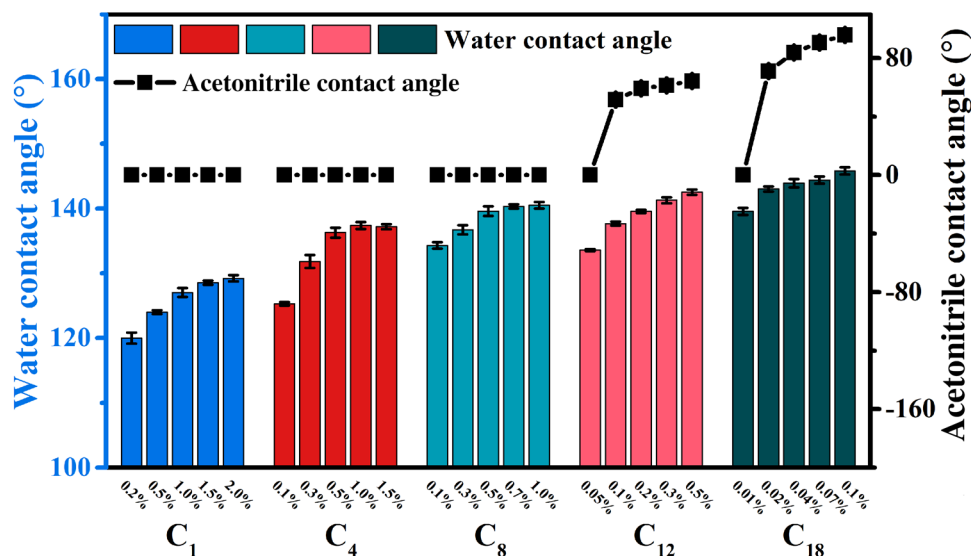 Water contact angle
Acetonitrile contact angle
Water contact angle (°)
160
140
120
100
Acetonitrile contact angle (°)
80
0
-80
-160
0.2% 0.5% 1.0% 1.5% 2.0%
0.1% 0.3% 0.5% 1.0% 1.5%
0.1% 0.3% 0.5% 0.7% 1.0%
0.05% 0.1% 0.2% 0.3% 0.5%
0.01% 0.02% 0.04% 0.07% 0.1%
C₁ C₄ C₈ C₁₂ C₁₈